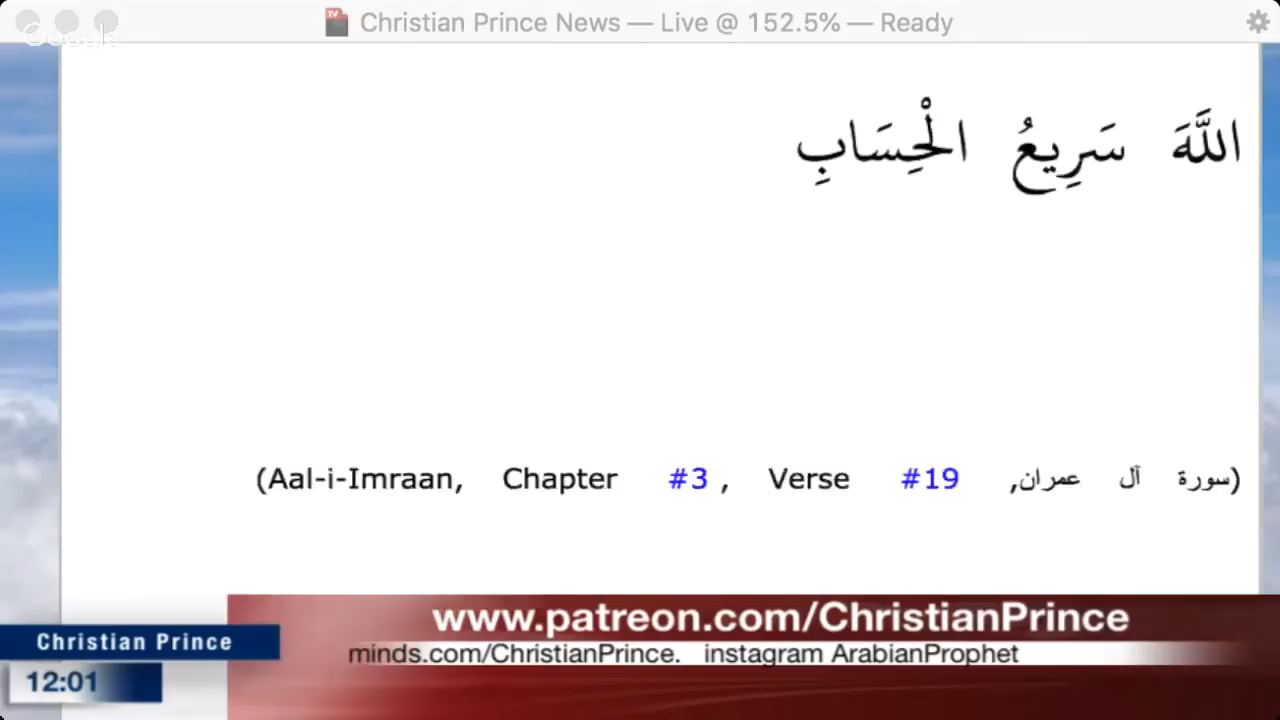 Christian Prince News — Live @ 152.5% — Ready
Google
اللَّهَ سَرِيعُ الْحِسَابِ
(Aal-i-Imraan, Chapter #3 , Verse #19 ,سورة آل عمران)
www.patreon.com/ChristianPrince
Christian Prince
minds.com/ChristianPrince. instagram ArabianProphet
12:01